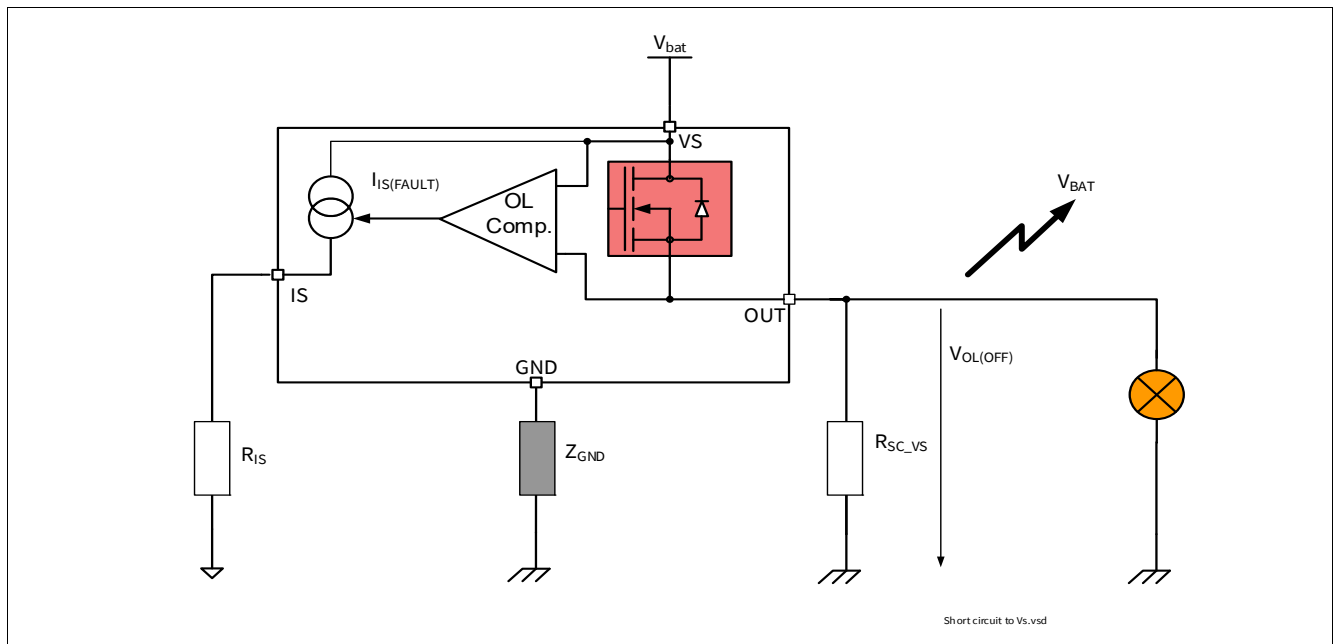 Vbat
VS
IIS(FAULT)
OL
Comp.
VBAT
IS
OUT
VOL(OFF)
GND
RIS
ZGND
RSC_VS
Short circuit to Vs.vsd